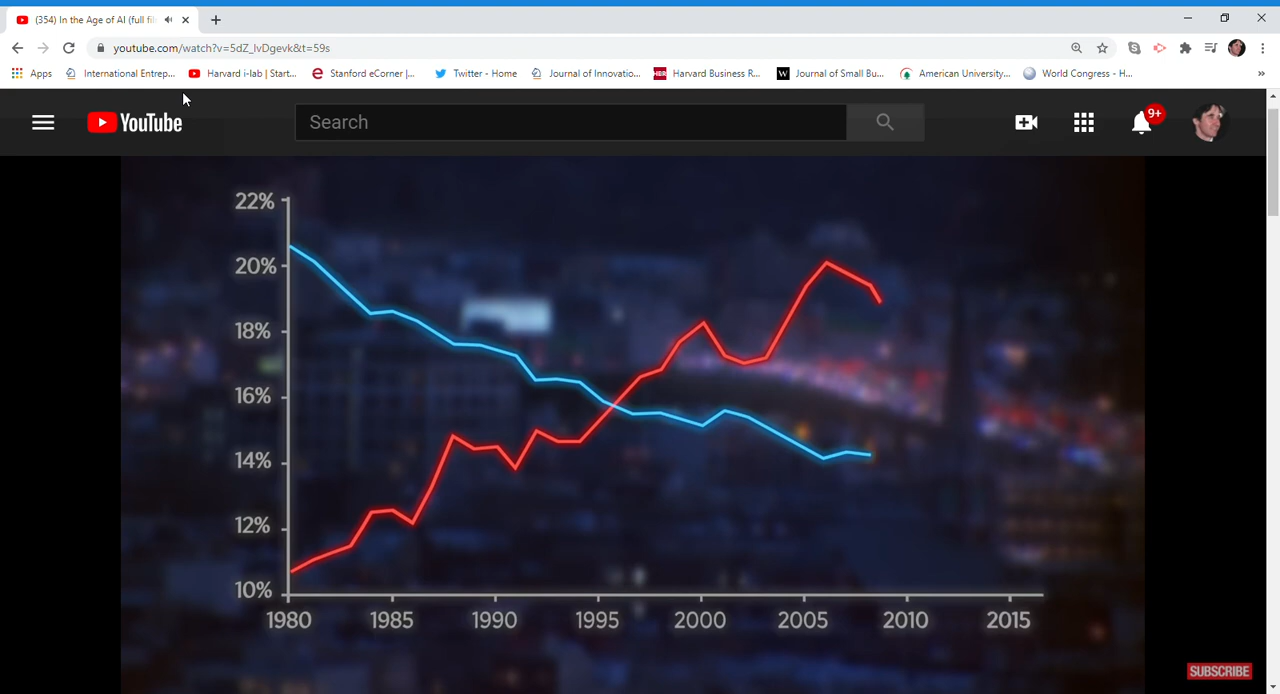 (354) In the Age of AI (full fil
youtube.com/watch?v=5dZ_lvDgevk&t=59s
Apps International Entrep... Harvard i-lab | Start... Stanford eCorner |... Twitter - Home Journal of Innovatio... HBR Harvard Business R... W Journal of Small Bu... American University... World Congress - H... »
YouTube Search 9+
22%
20%
18%
16%
14%
12%
10%
1980 1985 1990 1995 2000 2005 2010 2015
SUBSCRIBE